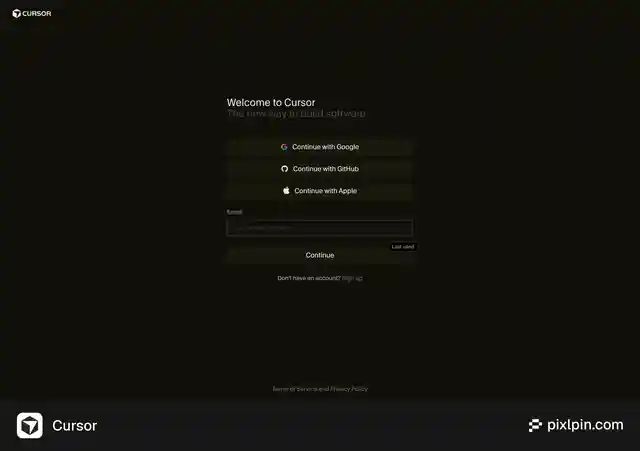 CURSOR
Welcome to Cursor
The new way to build software
Continue with Google
Continue with GitHub
Continue with Apple
Email
Last used
Continue
Don't have an account? Sign up
Terms of Service and Privacy Policy
Cursor
pixlpin.com